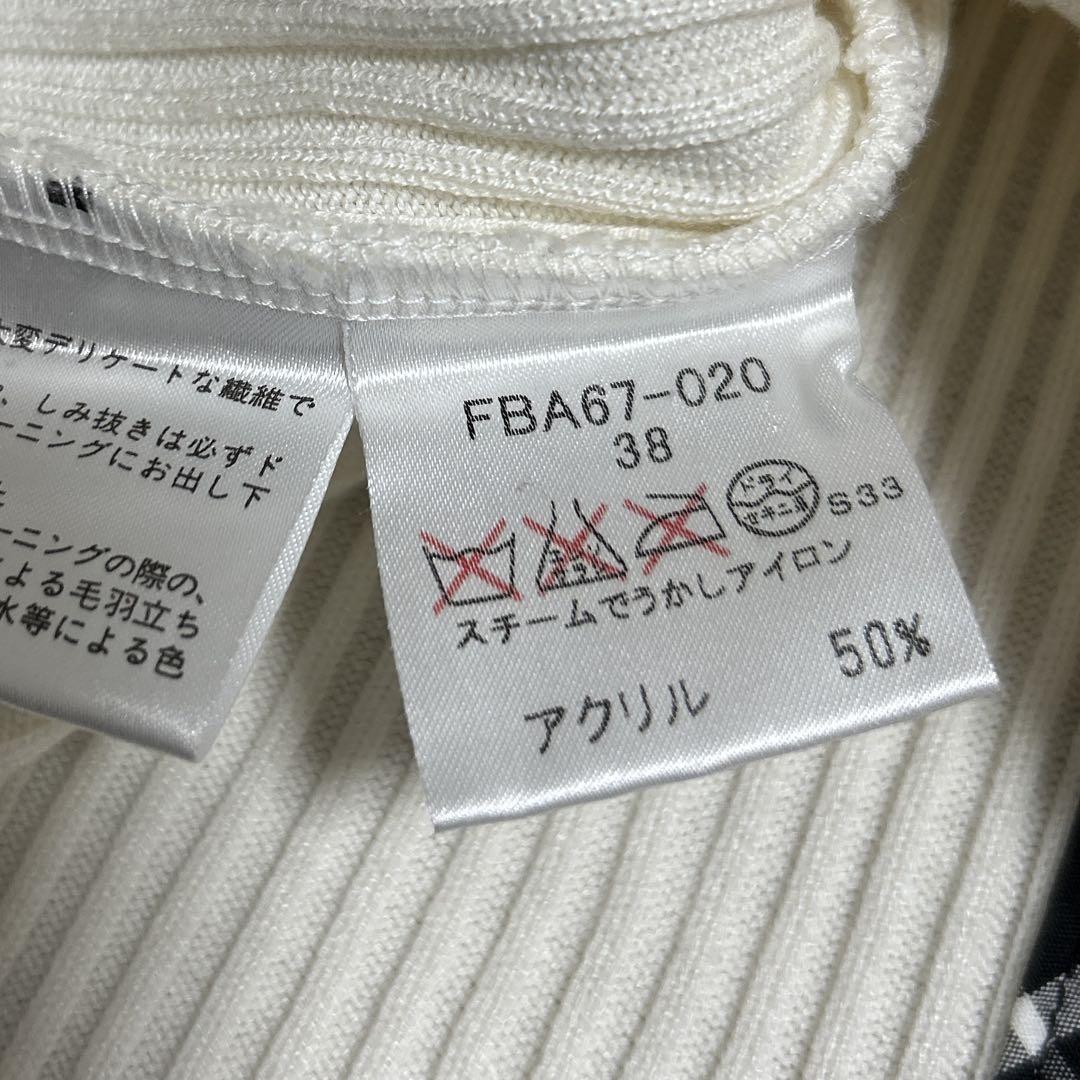 大変デリケートな繊維で
、しみ抜きは必ずド
ーニングにお出し下
ーニングの際の、
による毛羽立ち
水等による色
FBA67-020
38
ドライ
セキユ系
S33
スチームでうかしアイロン
アクリル 50%